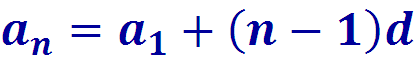 aₙ = a₁ + (n − 1)d